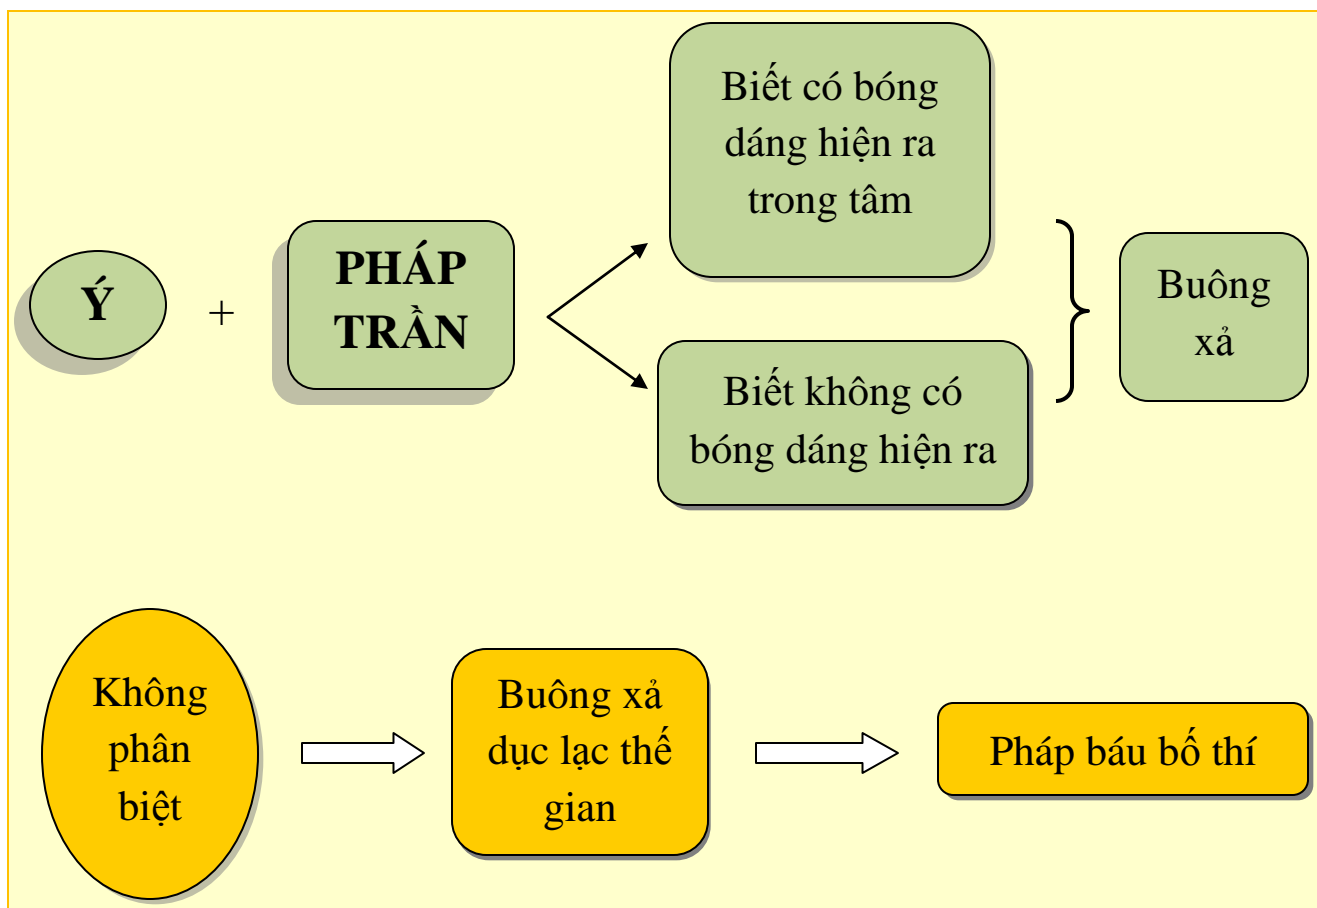 Ý
+
PHÁP
TRẦN
Biết có bóng
dáng hiện ra
trong tâm
Biết không có
bóng dáng hiện ra
Buông
xả
Không
phân
biệt
Buông xả
dục lạc thế
gian
Pháp báu bố thí